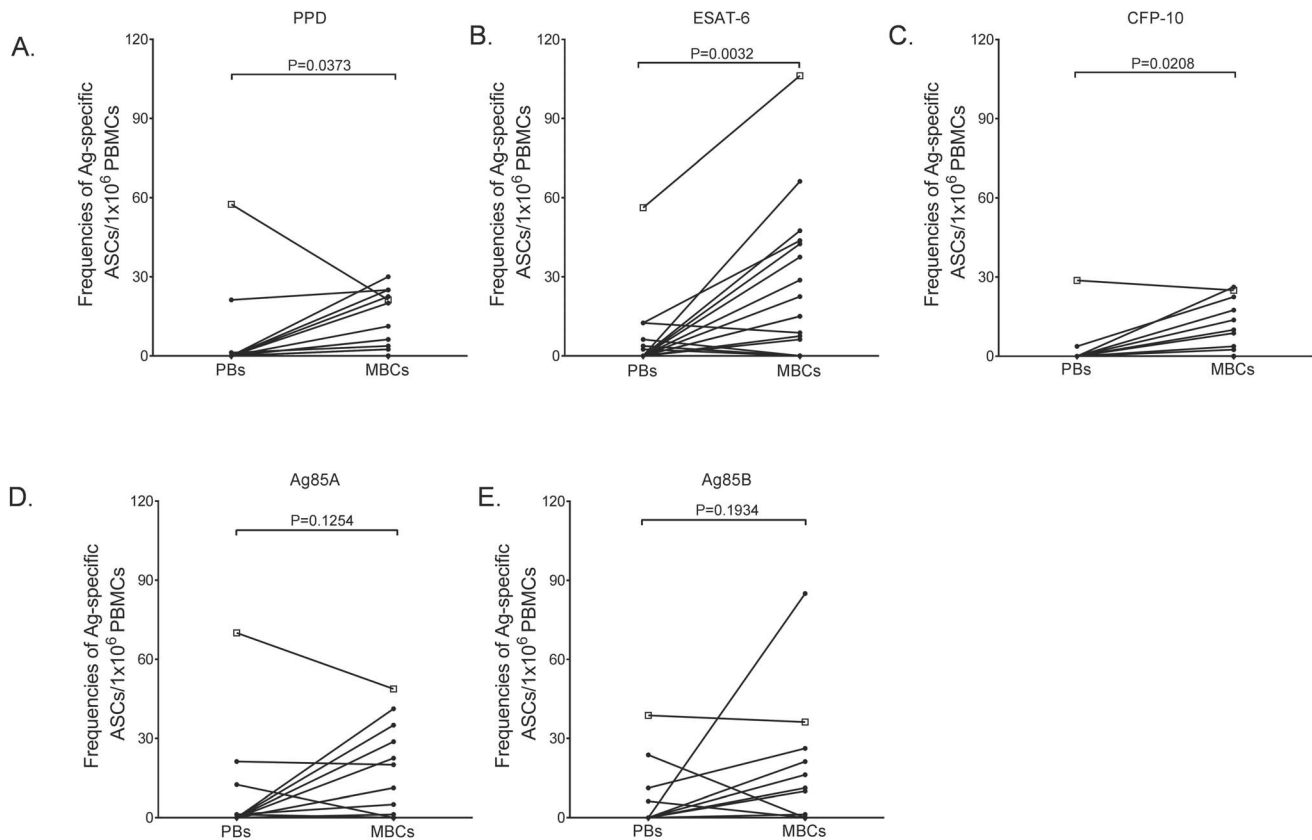 A.
PPD
Frequencies of Ag-specific
ASCs/1x10⁶ PBMCs
120
90
60
30
0
P=0.0373
PBs
MBCs
B.
ESAT-6
Frequencies of Ag-specific
ASCs/1x10⁶ PBMCs
120
90
60
30
0
P=0.0032
PBs
MBCs
C.
CFP-10
Frequencies of Ag-specific
ASCs/1x10⁶ PBMCs
120
90
60
30
0
P=0.0208
PBs
MBCs
D.
Ag85A
Frequencies of Ag-specific
ASCs/1x10⁶ PBMCs
120
90
60
30
0
P=0.1254
PBs
MBCs
E.
Ag85B
Frequencies of Ag-specific
ASCs/1x10⁶ PBMCs
120
90
60
30
0
P=0.1934
PBs
MBCs